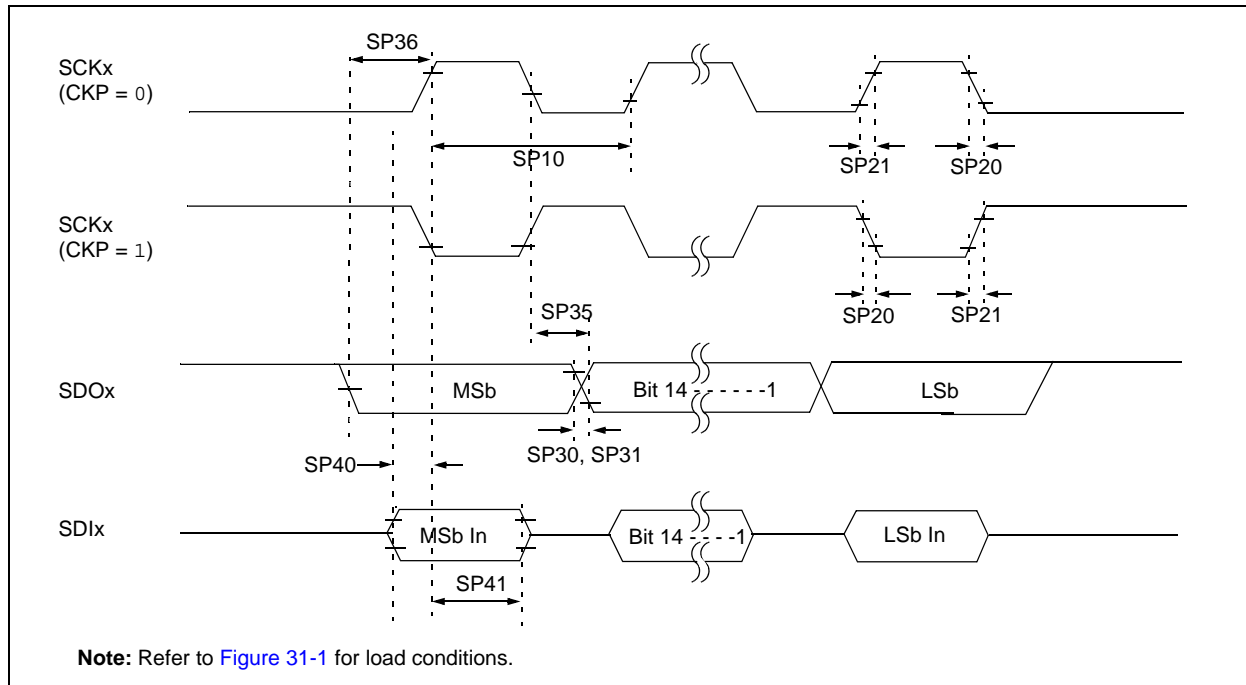 SP36
SCKx
(CKP = 0)
SP10
SP21
SP20
SCKx
(CKP = 1)
SP35
SP20
SP21
SDOx
MSb
Bit 14 - - - - - -1
LSb
SP30, SP31
SP40
SDIx
MSb In
Bit 14 - - - - -1
LSb In
SP41
Note: Refer to Figure 31-1 for load conditions.